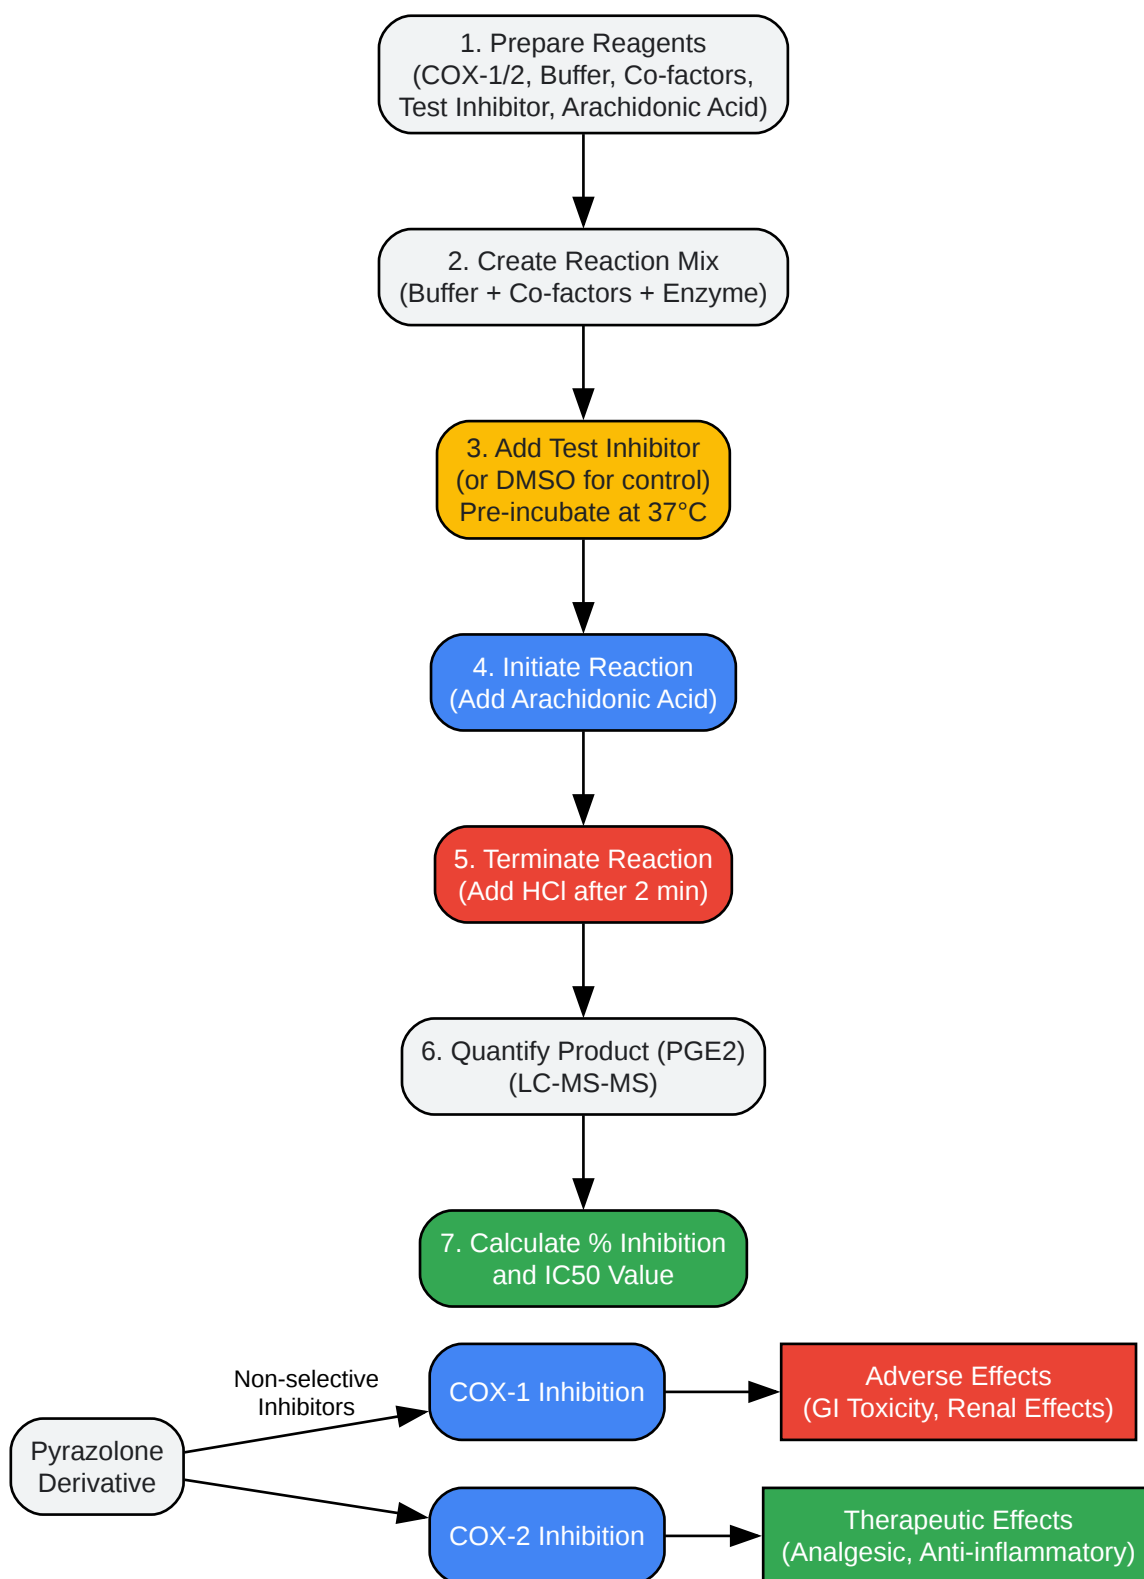 1. Prepare Reagents
(COX-1/2, Buffer, Co-factors,
Test Inhibitor, Arachidonic Acid)
2. Create Reaction Mix
(Buffer + Co-factors + Enzyme)
3. Add Test Inhibitor
(or DMSO for control)
Pre-incubate at 37°C
4. Initiate Reaction
(Add Arachidonic Acid)
5. Terminate Reaction
(Add HCl after 2 min)
6. Quantify Product (PGE2)
(LC-MS-MS)
7. Calculate % Inhibition
and IC50 Value
Pyrazolone
Derivative
Non-selective
Inhibitors
COX-1 Inhibition
Adverse Effects
(GI Toxicity, Renal Effects)
COX-2 Inhibition
Therapeutic Effects
(Analgesic, Anti-inflammatory)